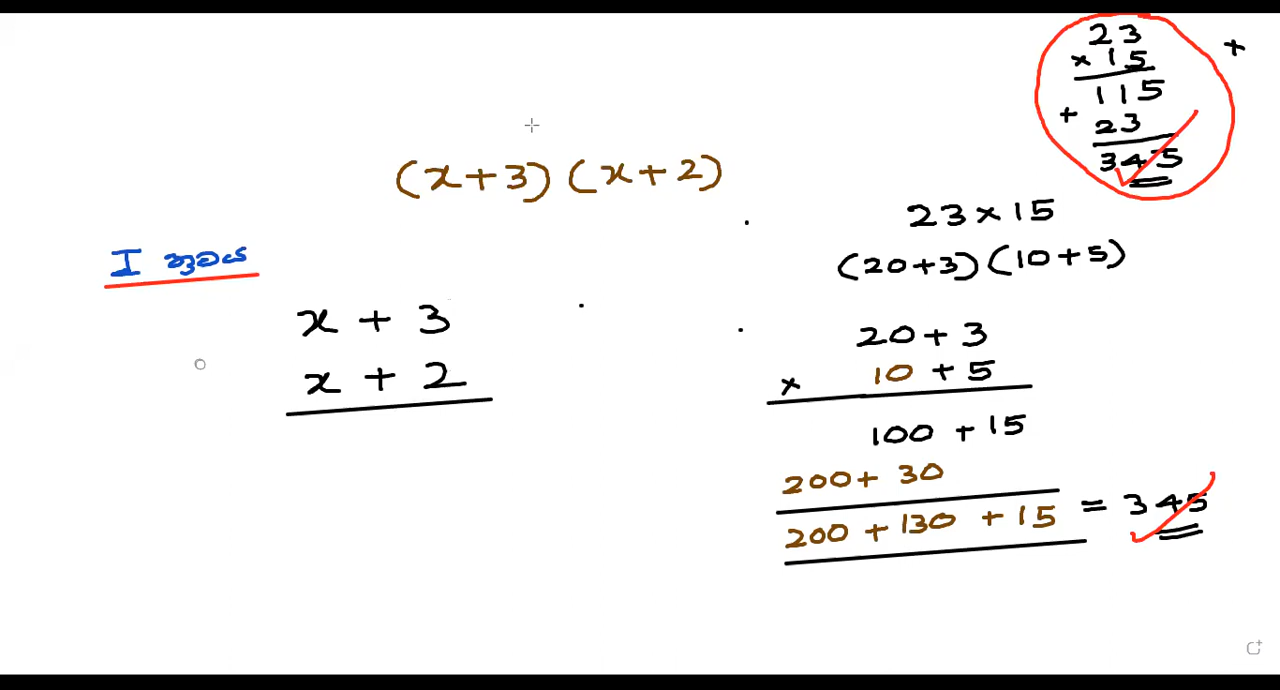 23
× 15
115
+ 23
345
+
(x+3)(x+2)
I ක්‍රමය
x + 3
x + 2
23 × 15
(20+3)(10+5)
20 + 3
× 10 + 5
100 + 15
200 + 30
200 + 130 + 15 = 345